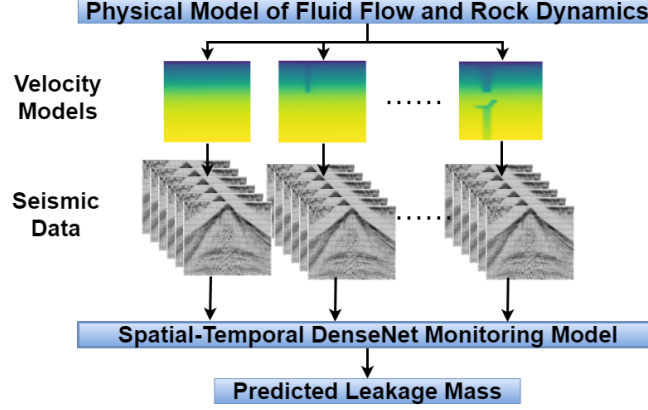 Physical Model of Fluid Flow and Rock Dynamics
Velocity
Models
......
Seismic
Data
......
Spatial-Temporal DenseNet Monitoring Model
Predicted Leakage Mass